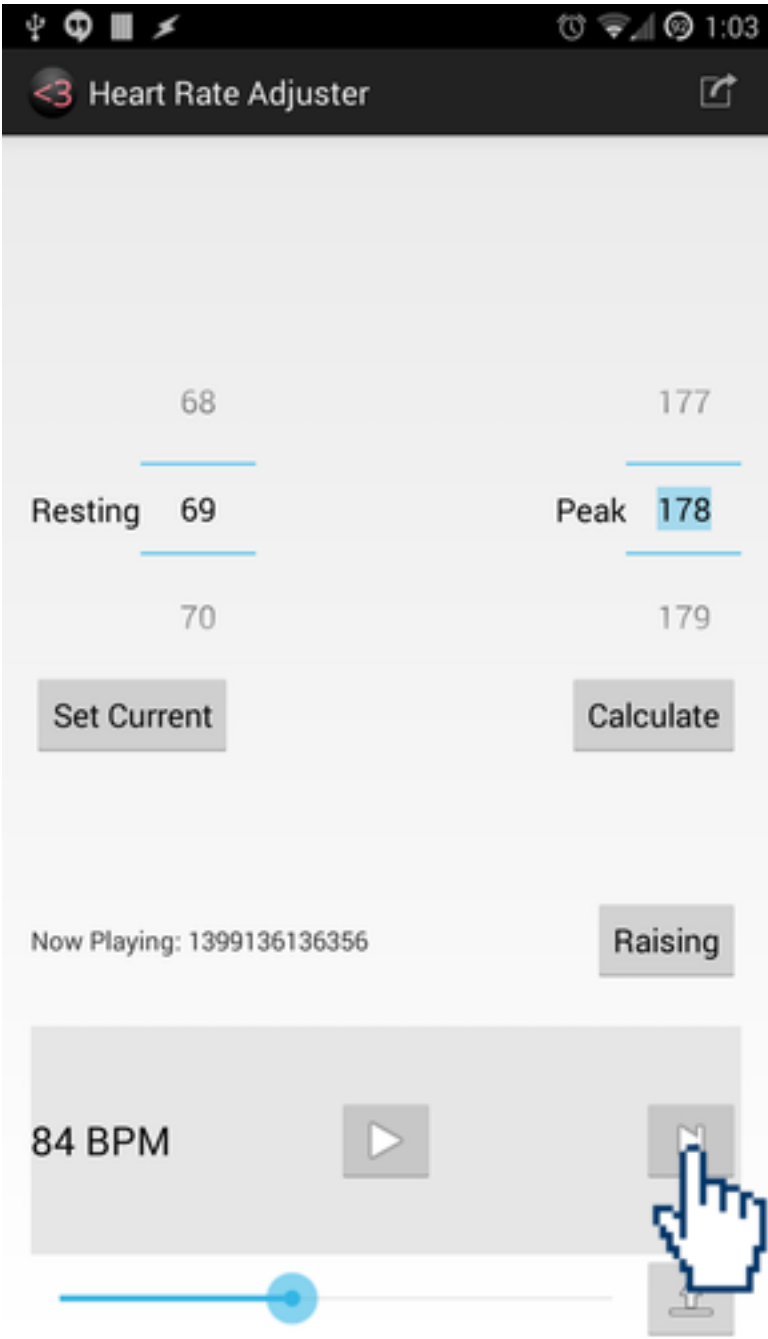 92 1:03
<3 Heart Rate Adjuster
68 177
Resting 69 Peak 178
70 179
Set Current Calculate
Now Playing: 1399136136356 Raising
84 BPM